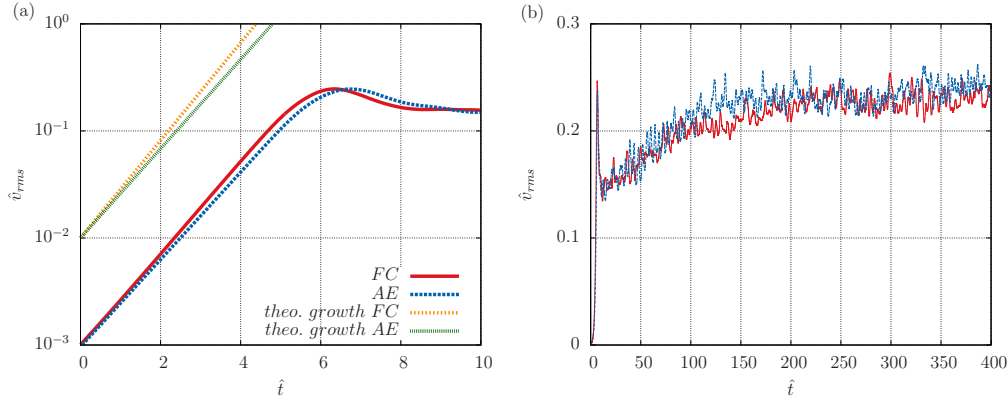 (a)
10^0
10^{-1}
10^{-2}
10^{-3}
v̂_{rms}
FC
AE
theo. growth FC
theo. growth AE
0 2 4 6 8 10
t̂
(b)
0.3
0.2
0.1
0
v̂_{rms}
0 50 100 150 200 250 300 350 400
t̂